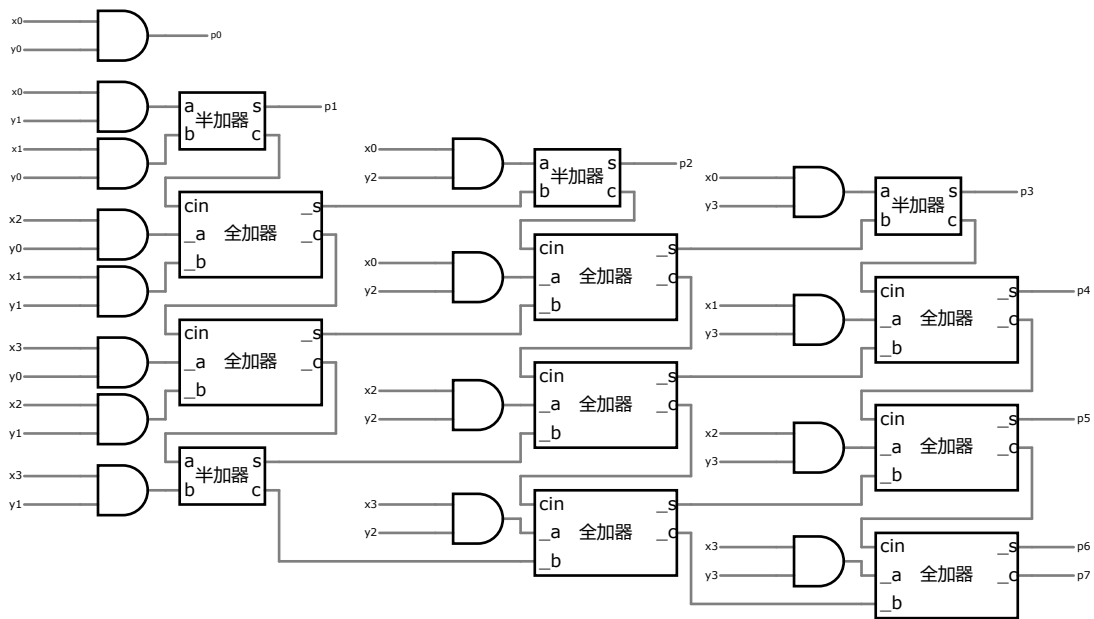 x0
y0
p0
x0
y1
x1
y0
a s
半加器
b c
p1
x2
y0
x1
y1
cin _s
_a 全加器 _c
_b
x3
y0
x2
y1
cin _s
_a 全加器 _c
_b
x3
y1
a s
半加器
b c
x0
y2
a s
半加器
b c
p2
x0
y2
cin _s
_a 全加器 _c
_b
x2
y2
cin _s
_a 全加器 _c
_b
x3
y2
cin _s
_a 全加器 _c
_b
x0
y3
a s
半加器
b c
p3
x1
y3
cin _s
_a 全加器 _c
_b
p4
x2
y3
cin _s
_a 全加器 _c
_b
p5
x3
y3
cin _s
_a 全加器 _c
_b
p6
p7